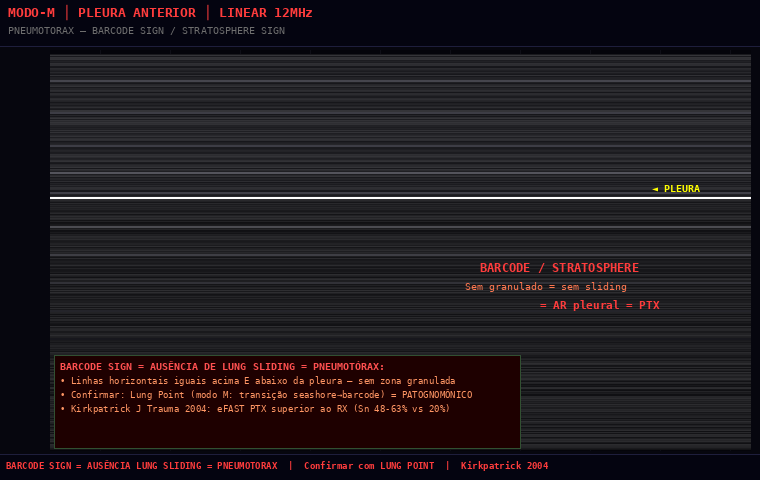 MODO-M | PLEURA ANTERIOR | LINEAR 12MHz
PNEUMOTORAX — BARCODE SIGN / STRATOSPHERE SIGN
◄ PLEURA
BARCODE / STRATOSPHERE
Sem granulado = sem sliding
= AR pleural = PTX
BARCODE SIGN = AUSÊNCIA DE LUNG SLIDING = PNEUMOTÓRAX:
• Linhas horizontais iguais acima E abaixo da pleura — sem zona granulada
• Confirmar: Lung Point (modo M: transição seashore→barcode) = PATOGNOMÓNICO
• Kirkpatrick J Trauma 2004: eFAST PTX superior ao RX (Sn 48-63% vs 20%)
BARCODE SIGN = AUSÊNCIA LUNG SLIDING = PNEUMOTORAX | Confirmar com LUNG POINT | Kirkpatrick 2004